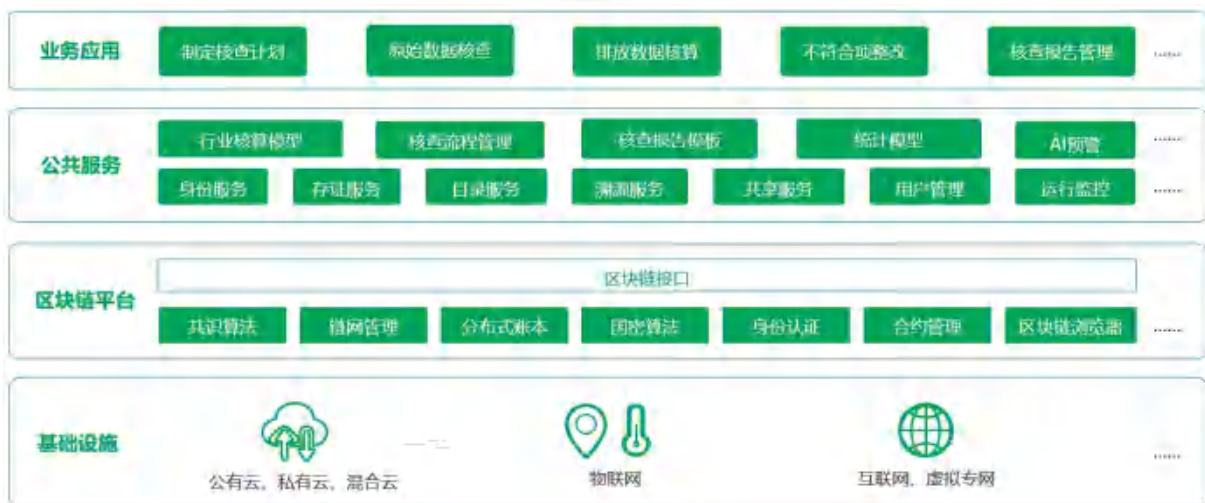 业务应用 制定核查计划 原始数据核查 排放数据核算 不符合项整改 核查报告管理 ......
行业核算模型 核查流程管理 核查报告模板 统计模型 AI预警 ......
公共服务
身份服务 存证服务 目录服务 溯源服务 共享服务 用户管理 运行监控 ......
区块链接口
区块链平台
共识算法 链网管理 分布式账本 国密算法 身份认证 合约管理 区块链浏览器 ......
基础设施
公有云、私有云、混合云 物联网 互联网、虚拟专网 ......